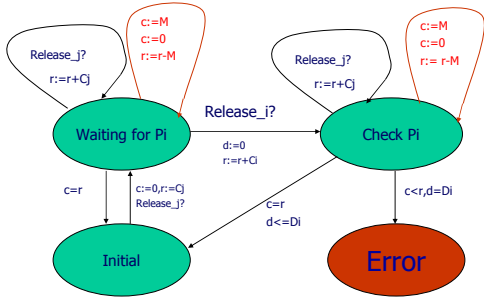 c:=M
c:=0
r:=r-M
Release_j?
r:=r+Cj
c:=M
c:=0
r:= r-M
Release_j?
r:=r+Cj
Waiting for Pi
Release_i?
d:=0
r:=r+Ci
Check Pi
c=r
c:=0,r:=Cj
Release_j?
c=r
d<=Di
c<r,d=Di
Initial
Error